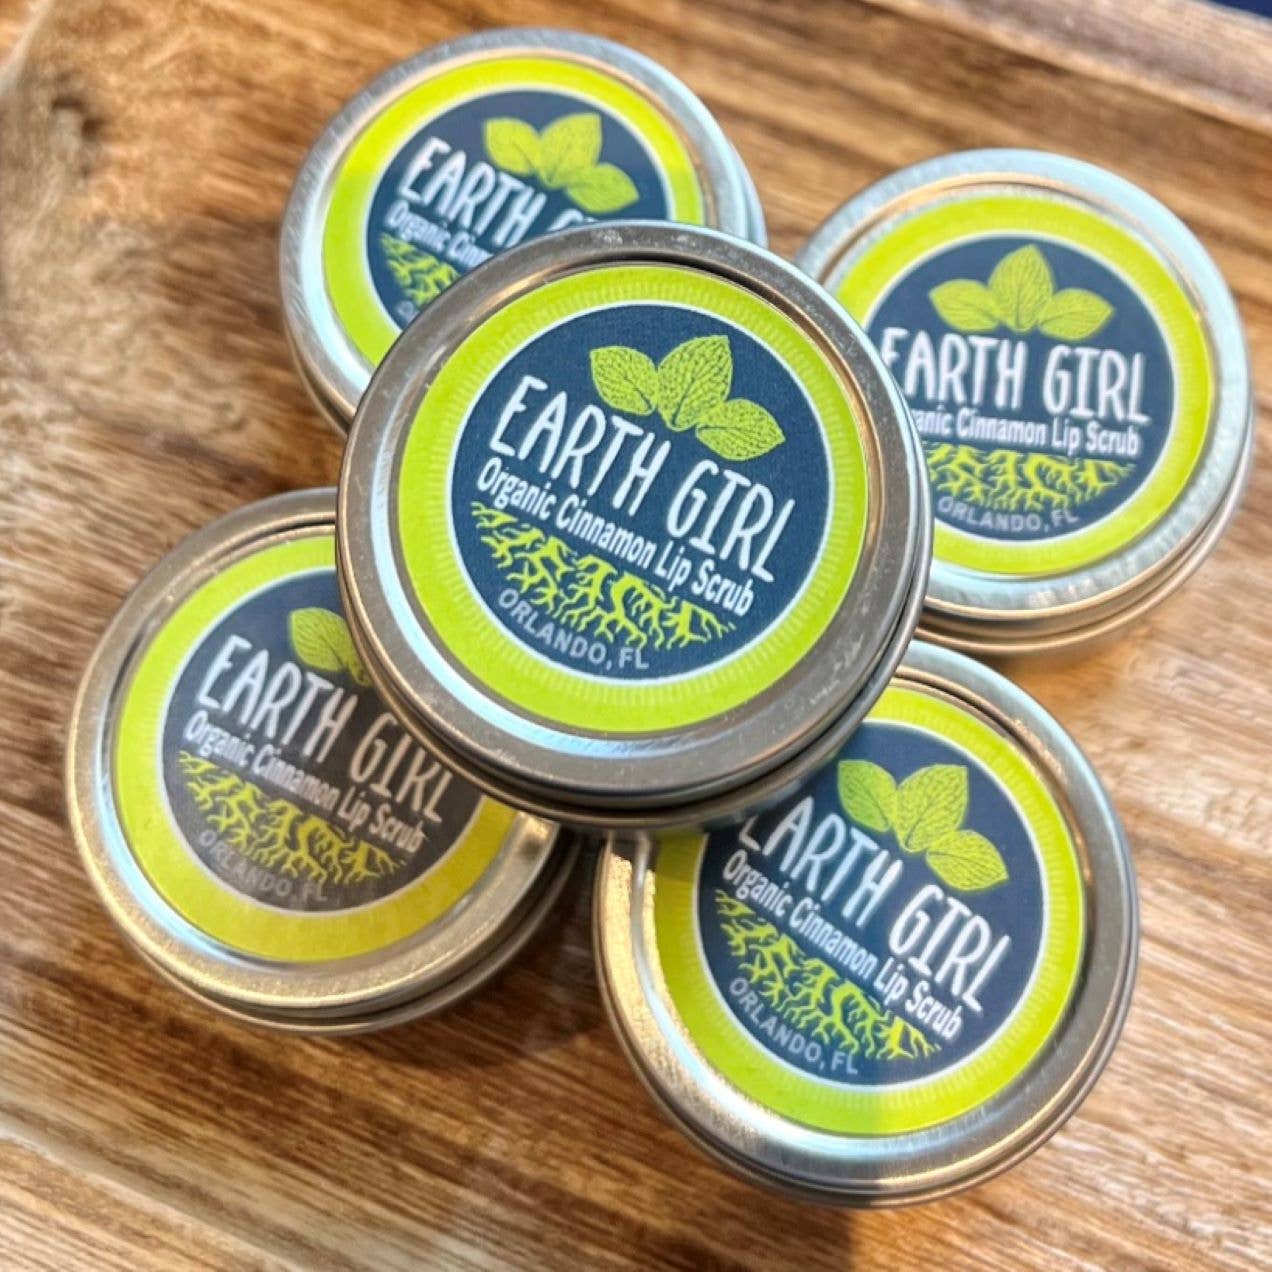 EARTH
Organic
EARTH GIRL
Organic Cinnamon Lip Scrub
ORLANDO, FL
EARTH GIRL
Cinnamon Lip Scrub
ORLANDO, FL
EARTH GIRL
Organic Cinnamon Lip Scrub
ORLANDO, FL
EARTH GIRL
Organic Cinnamon Lip Scrub
ORLANDO, FL